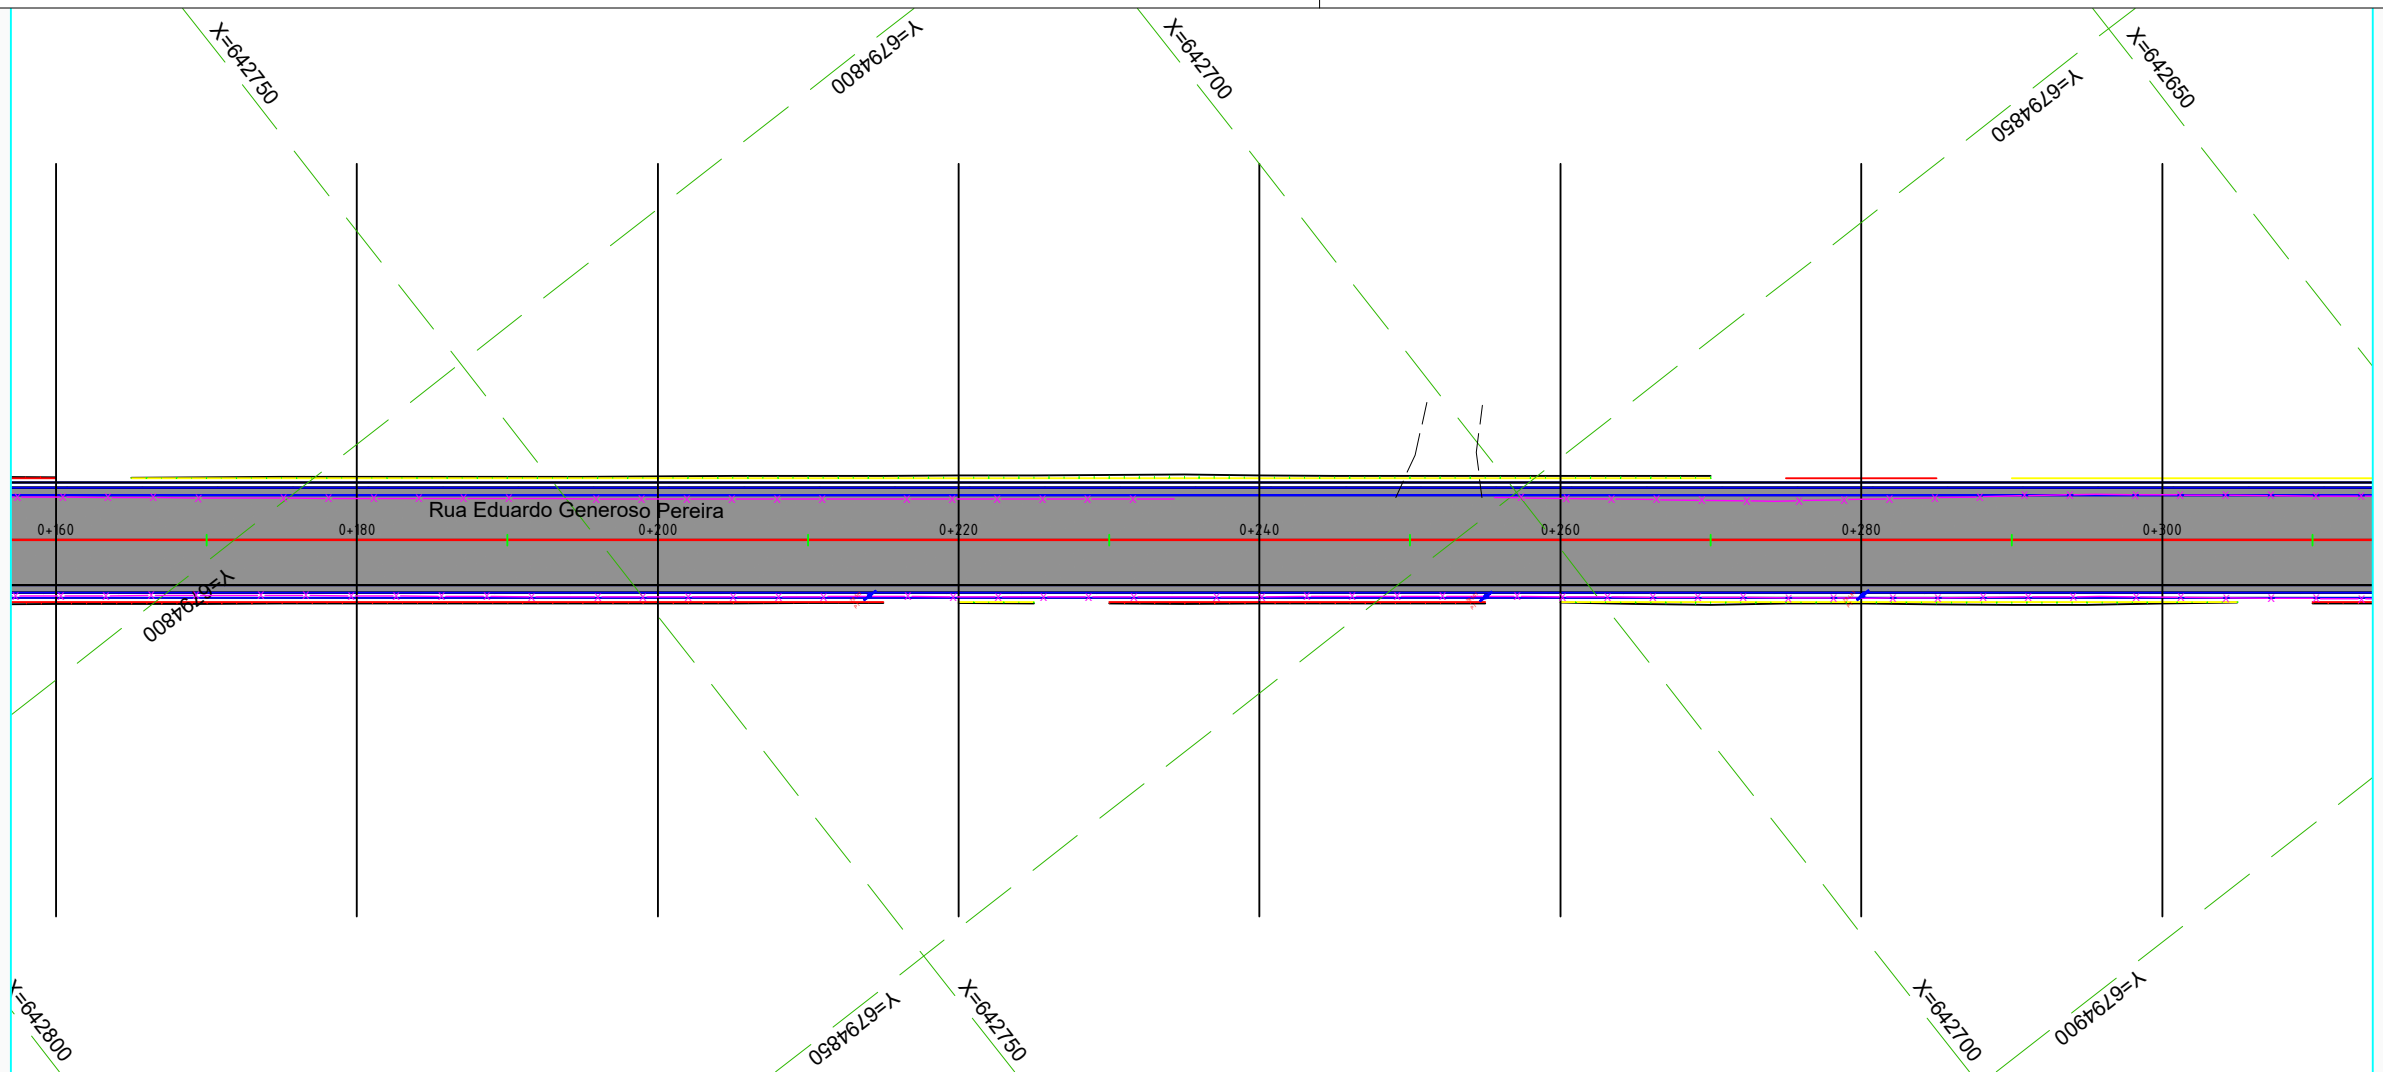 X=642750
Y=6794800
X=642700
Y=6794850
X=642650
Rua Eduardo Generoso Pereira
0+160
0+180
0+200
0+220
0+240
0+260
0+280
0+300
Y=6794800
X=642800
Y=6794850
X=642750
X=642700
Y=6794900